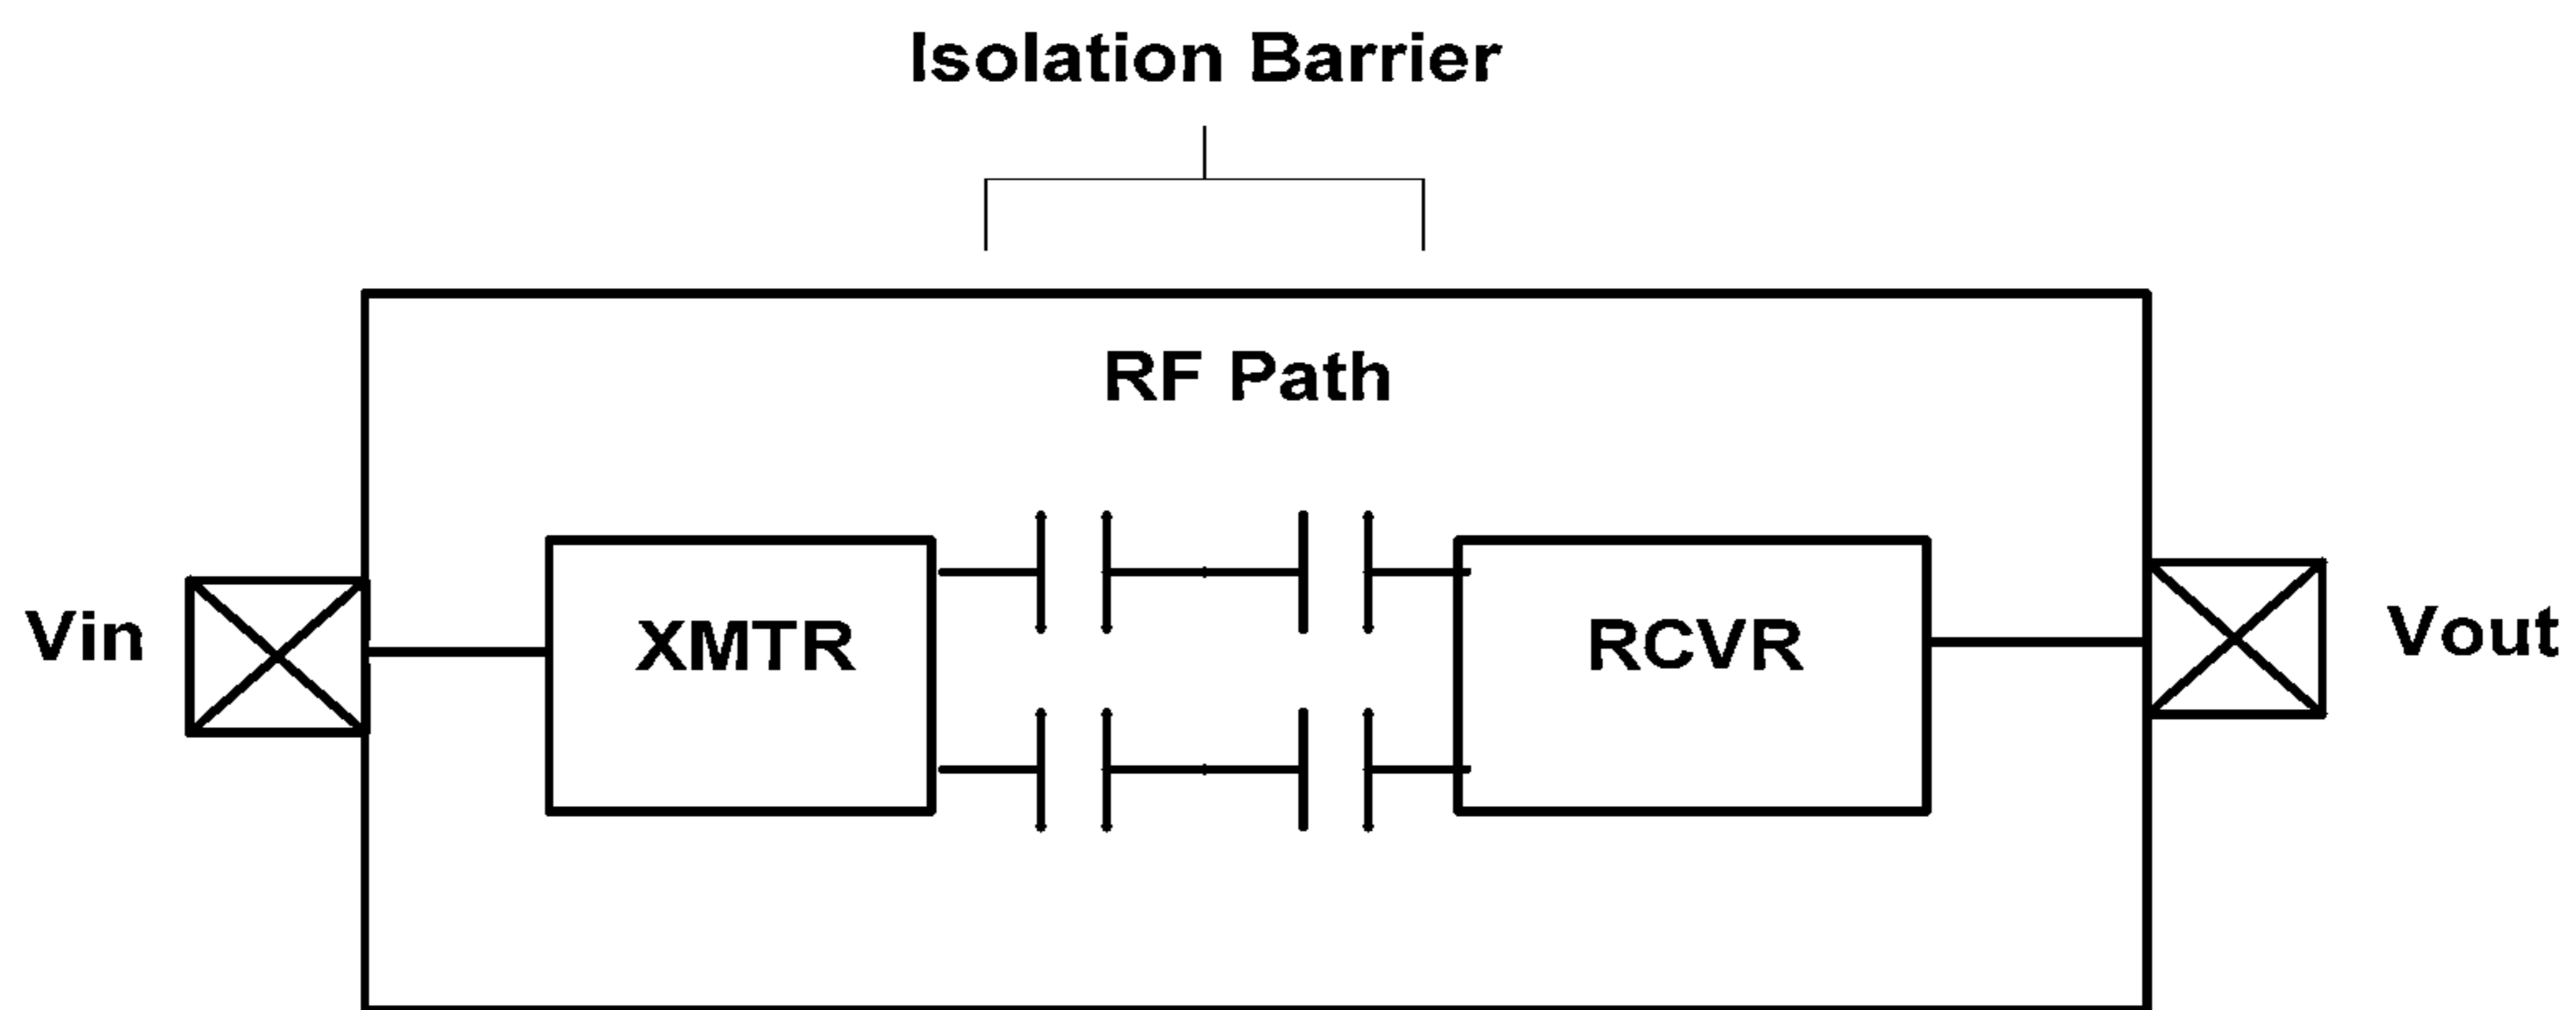 Isolation Barrier
RF Path
Vin
XMTR
RCVR
Vout